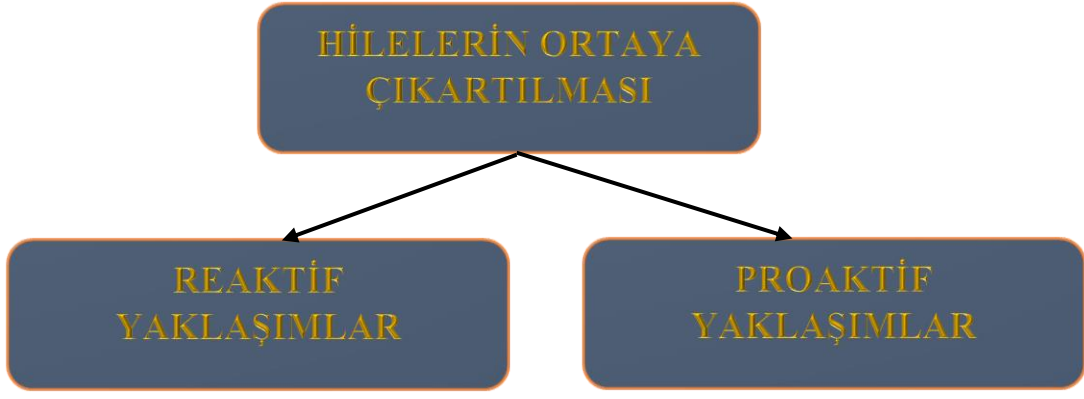 HİLELERİN ORTAYA
ÇIKARTILMASI
REAKTİF
YAKLAŞIMLAR
PROAKTİF
YAKLAŞIMLAR